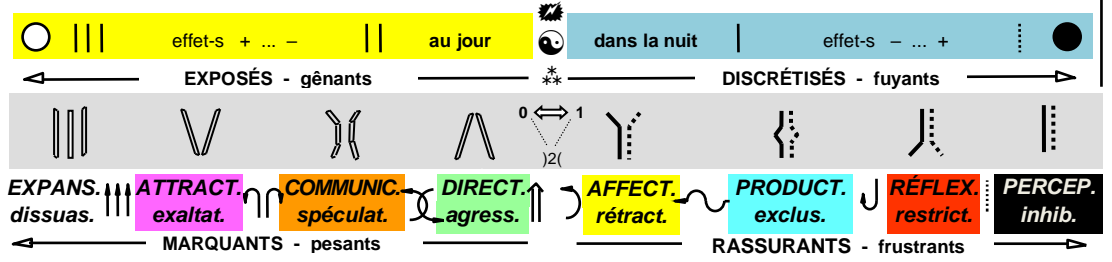 effet-s + ... – au jour dans la nuit effet-s – ... +
EXPOSÉS - gênants DISCRÉTISÉS - fuyants
0 1
)2(
EXPANS. ATTRACT. COMMUNIC. DIRECT. AFFECT. PRODUCT. RÉFLEX. PERCEP.
dissuas. exaltat. spéculat. agress. rétract. exclus. restrict. inhib.
MARQUANTS - pesants RASSURANTS - frustrants